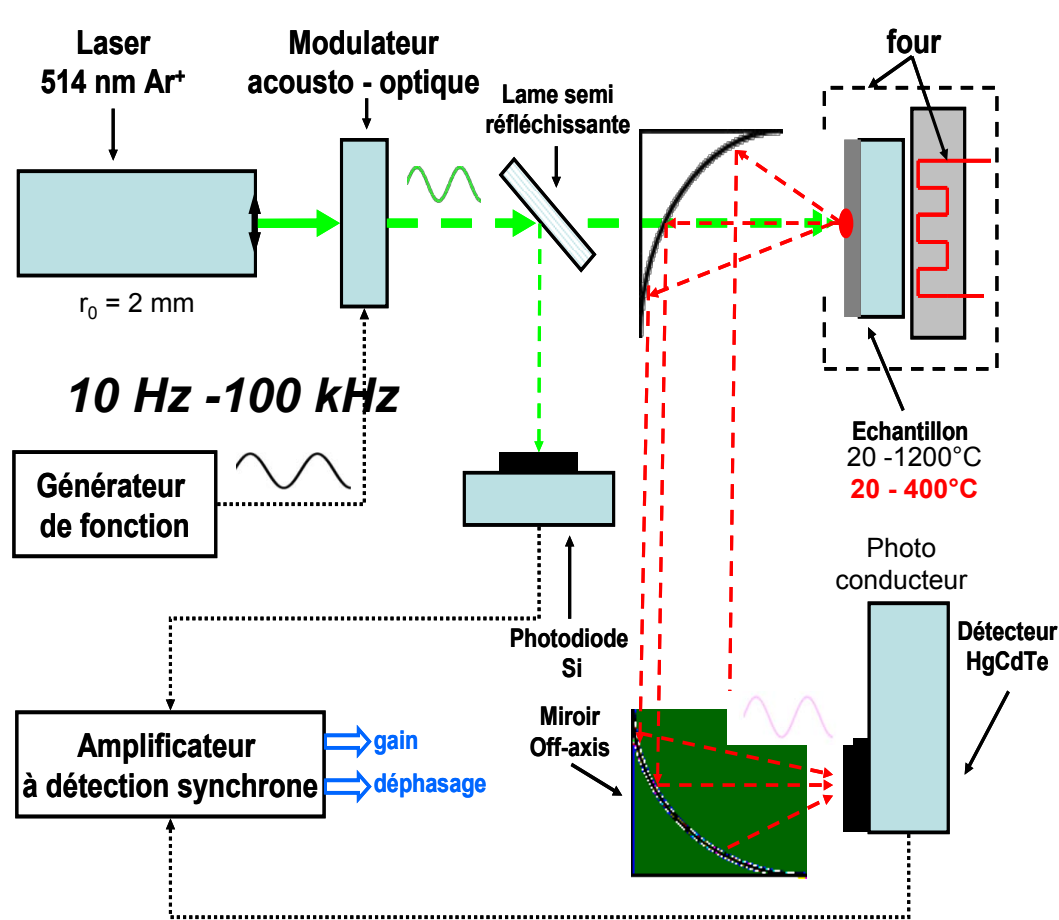 Laser
514 nm Ar⁺
Modulateur
acousto - optique
Lame semi
réfléchissante
four
r₀ = 2 mm
10 Hz -100 kHz
Echantillon
20 -1200°C
20 - 400°C
Générateur
de fonction
Photo
conducteur
Photodiode
Si
Détecteur
HgCdTe
Miroir
Off-axis
Amplificateur
à détection synchrone
gain
déphasage